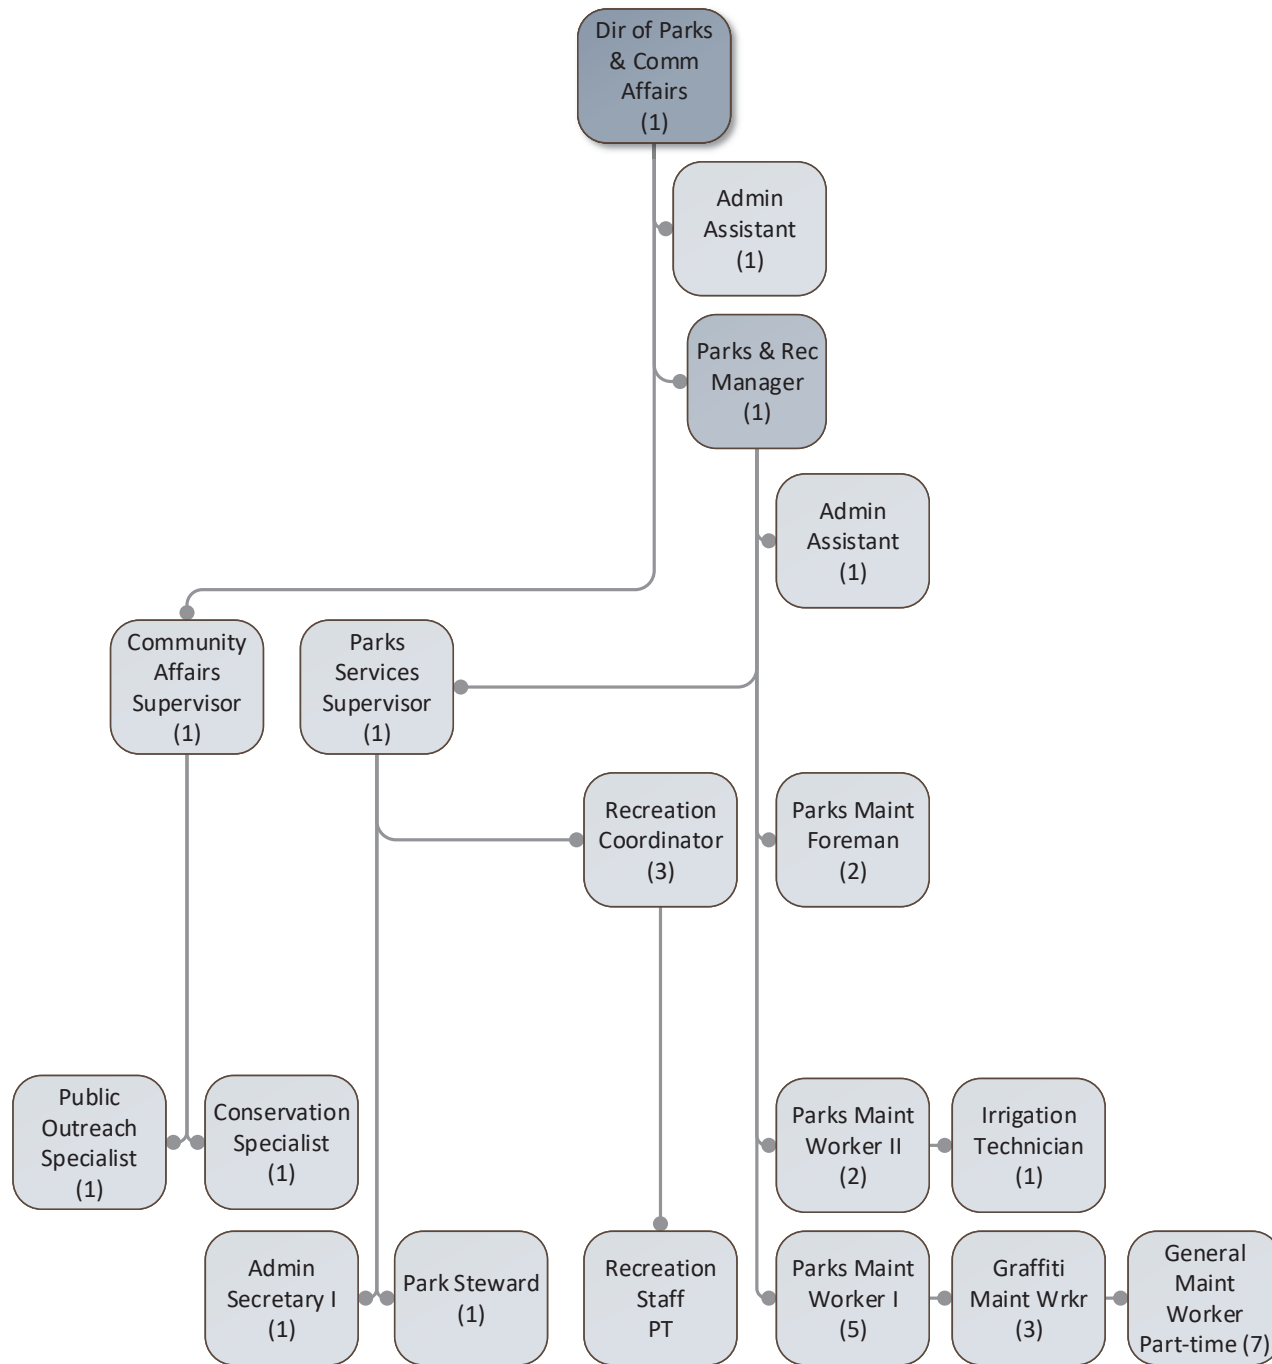 Dir of Parks
& Comm
Affairs
(1)
Admin
Assistant
(1)
Parks & Rec
Manager
(1)
Admin
Assistant
(1)
Community
Affairs
Supervisor
(1)
Parks
Services
Supervisor
(1)
Recreation
Coordinator
(3)
Parks Maint
Foreman
(2)
Public
Outreach
Specialist
(1)
Conservation
Specialist
(1)
Parks Maint
Worker II
(2)
Irrigation
Technician
(1)
Admin
Secretary I
(1)
Park Steward
(1)
Recreation
Staff
PT
Parks Maint
Worker I
(5)
Graffiti
Maint Wrkr
(3)
General
Maint
Worker
Part-time (7)